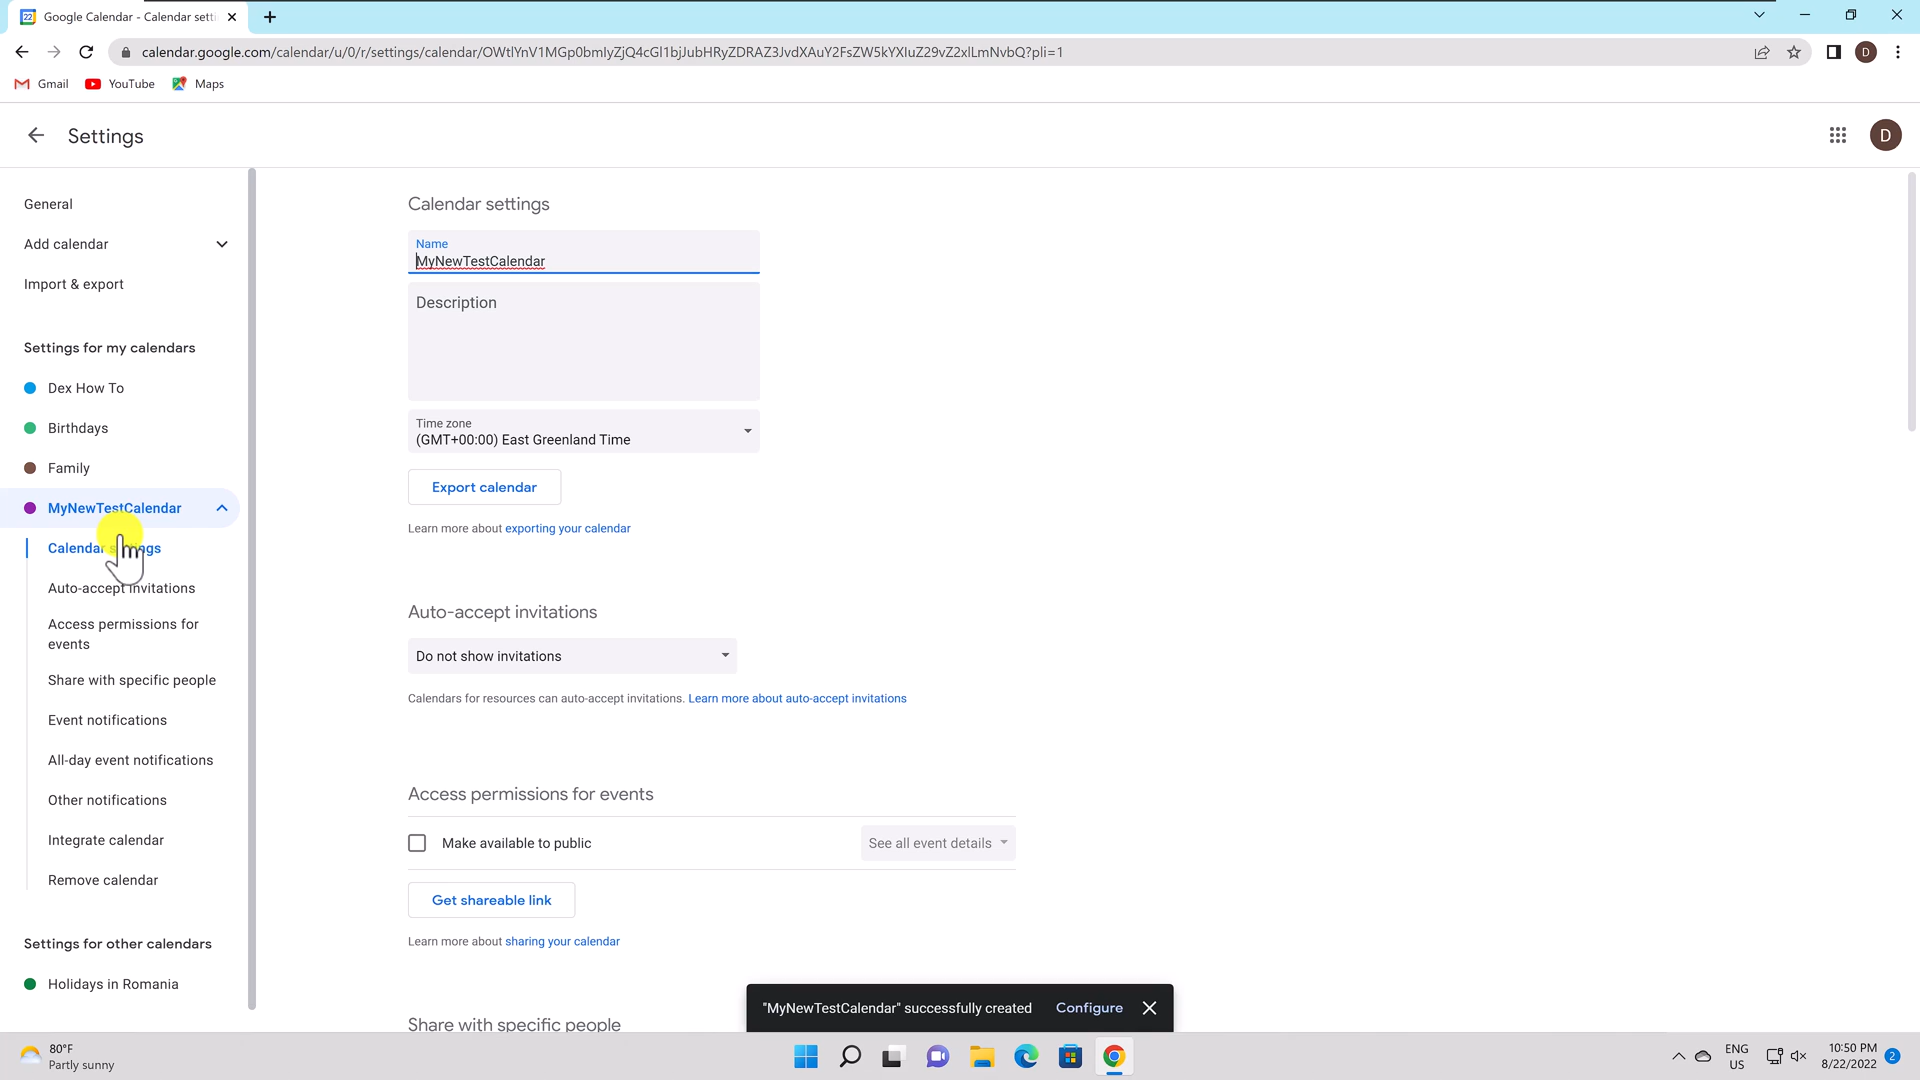 Google Calendar - Calendar setti
calendar.google.com/calendar/u/0/r/settings/calendar/OWtlYnV1MGp0bmIyZjQ4cGl1bjJubHRyZDRAZ3JvdXAuY2FsZW5kYXIuZ29vZ2xlLmNvbQ?pli=1
D
Gmail
YouTube
Maps
Settings
D
General
Add calendar
Import & export
Settings for my calendars
Dex How To
Birthdays
Family
MyNewTestCalendar
Calendar settings
Auto-accept invitations
Access permissions for
events
Share with specific people
Event notifications
All-day event notifications
Other notifications
Integrate calendar
Remove calendar
Settings for other calendars
Holidays in Romania
Calendar settings
Name
MyNewTestCalendar
Description
Time zone
(GMT+00:00) East Greenland Time
Export calendar
Learn more about exporting your calendar
Auto-accept invitations
Do not show invitations
Calendars for resources can auto-accept invitations. Learn more about auto-accept invitations
Access permissions for events
Make available to public
See all event details
Get shareable link
Learn more about sharing your calendar
Share with specific people
"MyNewTestCalendar" successfully created
Configure
80°F
Partly sunny
ENG
US
10:50 PM
8/22/2022
2